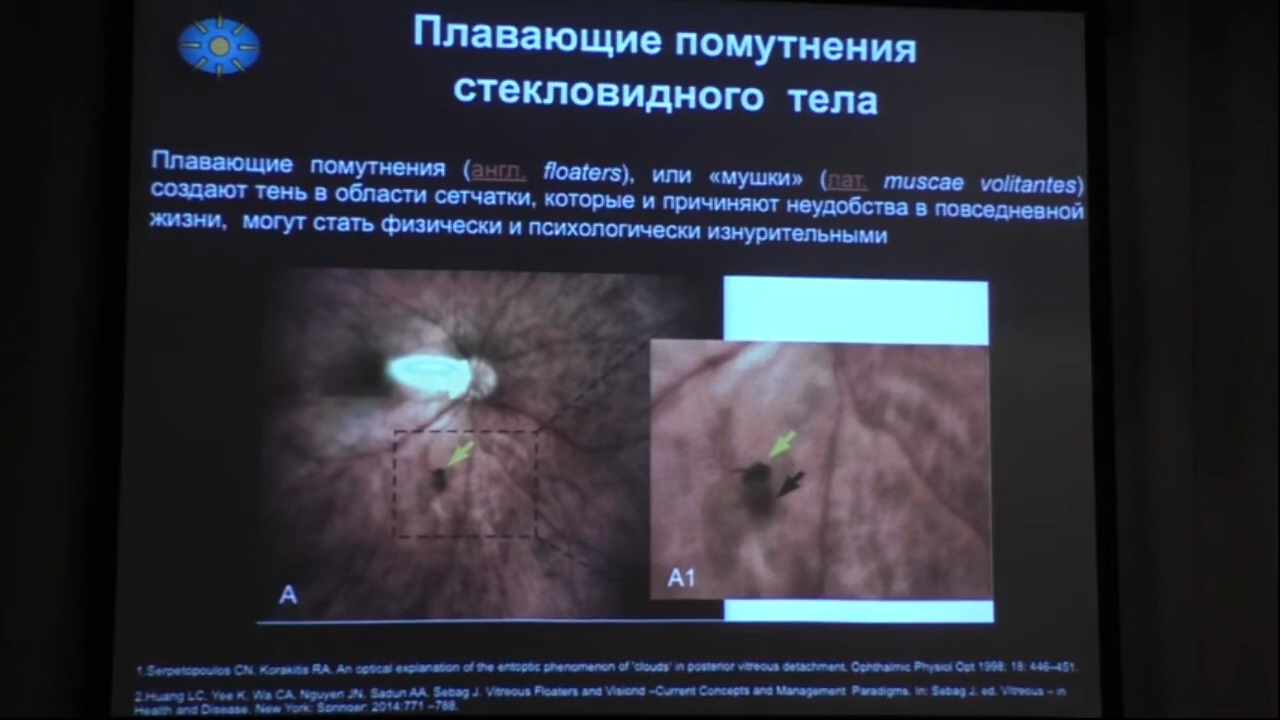 Плавающие помутнения
стекловидного тела
Плавающие помутнения (англ. floaters), или «мушки» (лат. muscae volitantes)
создают тень в области сетчатки, которые и причиняют неудобства в повседневной
жизни, могут стать физически и психологически изнурительными
A
A1
1.Serpetopoulos CN, Korakitis RA. An optical explanation of the entoptic phenomenon of 'clouds' in posterior vitreous detachment. Ophthalmic Physiol Opt 1998; 18: 446–451.
2.Huang LC, Yee K, Wa CA, Nguyen JN, Sadun AA, Sebag J. Vitreous Floaters and Visiond –Current Concepts and Management Paradigms. In: Sebag J. ed. Vitreous – in
Health and Disease. New York: 2014:771 –788.